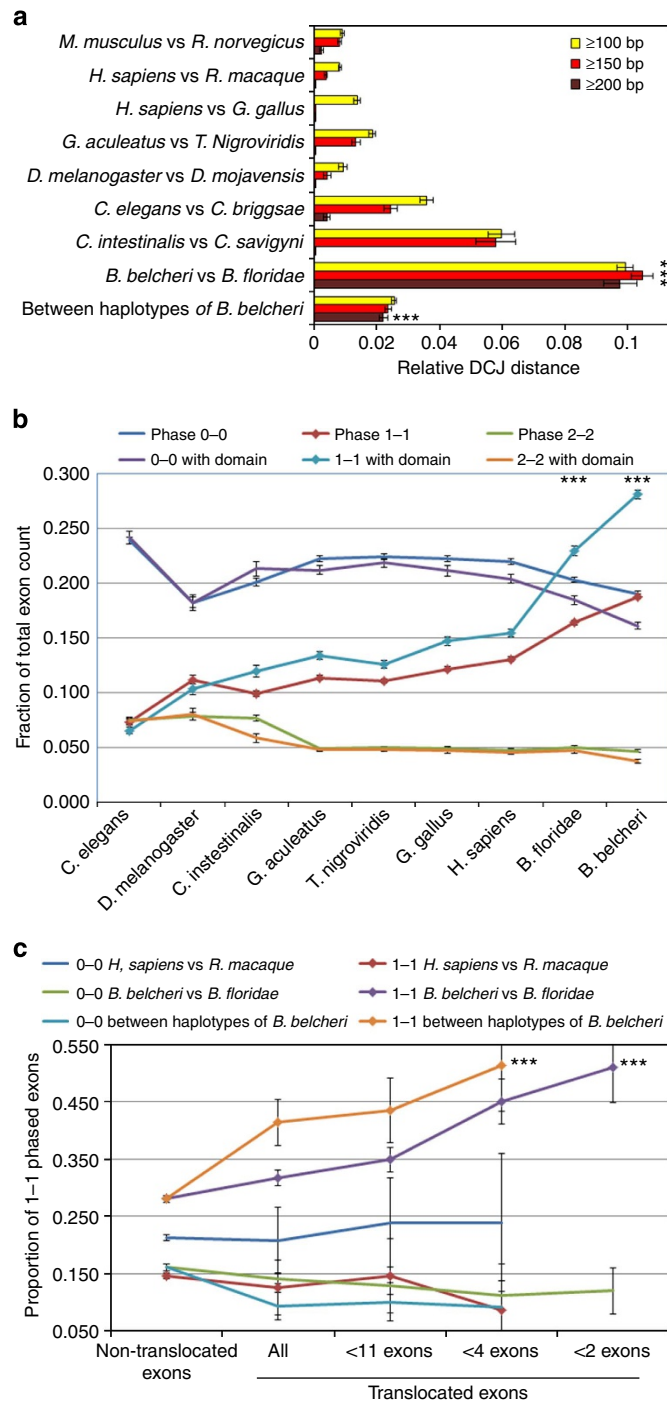 a
M. musculus vs R. norvegicus
H. sapiens vs R. macaque
H. sapiens vs G. gallus
G. aculeatus vs T. Nigroviridis
D. melanogaster vs D. mojavensis
C. elegans vs C. briggsae
C. intestinalis vs C. savigyni
B. belcheri vs B. floridae
Between haplotypes of B. belcheri
≥100 bp
≥150 bp
≥200 bp
***
***
0 0.02 0.04 0.06 0.08 0.1
Relative DCJ distance
b
Phase 0–0 Phase 1–1 Phase 2–2
0–0 with domain 1–1 with domain 2–2 with domain
*** ***
0.300
0.250
0.200
0.150
0.100
0.050
0.000
Fraction of total exon count
C. elegans
D. melanogaster
C. instestinalis
G. aculeatus
T. nigroviridis
G. gallus
H. sapiens
B. floridae
B. belcheri
c
0–0 H, sapiens vs R. macaque 1–1 H. sapiens vs R. macaque
0–0 B. belcheri vs B. floridae 1–1 B. belcheri vs B. floridae
0–0 between haplotypes of B. belcheri 1–1 between haplotypes of B. belcheri
*** ***
0.550
0.450
0.350
0.250
0.150
0.050
Proportion of 1–1 phased exons
Non-translocated exons
All
<11 exons
<4 exons
<2 exons
Translocated exons